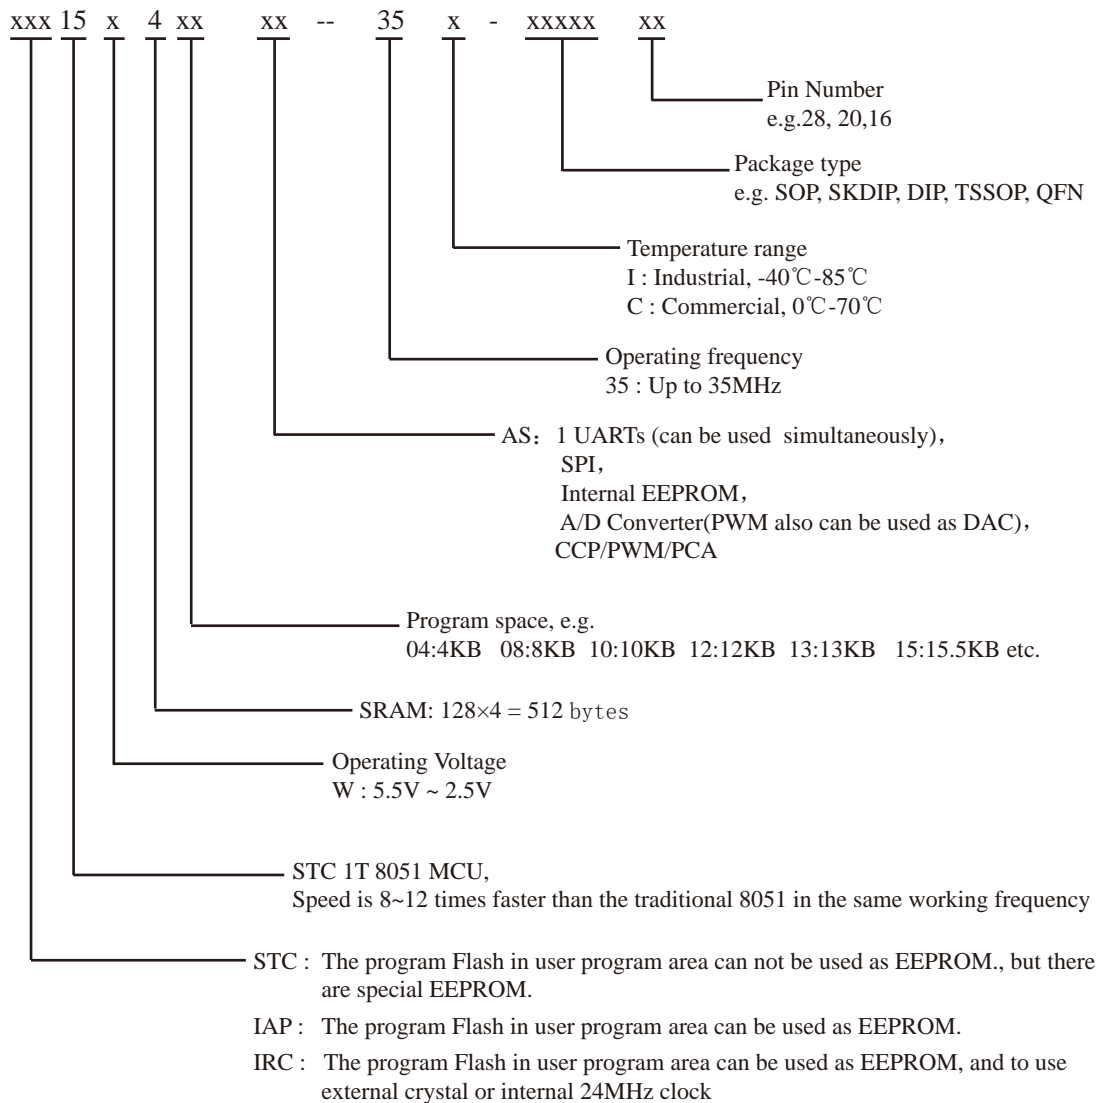 xxx 15 x 4 xx xx -- 35 x - xxxxx xx
Pin Number
e.g.28, 20,16
Package type
e.g. SOP, SKDIP, DIP, TSSOP, QFN
Temperature range
I : Industrial, -40℃-85℃
C : Commercial, 0℃-70℃
Operating frequency
35 : Up to 35MHz
AS： 1 UARTs (can be used simultaneously)，
SPI，
Internal EEPROM，
A/D Converter(PWM also can be used as DAC)，
CCP/PWM/PCA
Program space, e.g.
04:4KB 08:8KB 10:10KB 12:12KB 13:13KB 15:15.5KB etc.
SRAM: 128×4 = 512 bytes
Operating Voltage
W : 5.5V ~ 2.5V
STC 1T 8051 MCU,
Speed is 8~12 times faster than the traditional 8051 in the same working frequency
STC : The program Flash in user program area can not be used as EEPROM., but there
are special EEPROM.
IAP : The program Flash in user program area can be used as EEPROM.
IRC : The program Flash in user program area can be used as EEPROM, and to use
external crystal or internal 24MHz clock